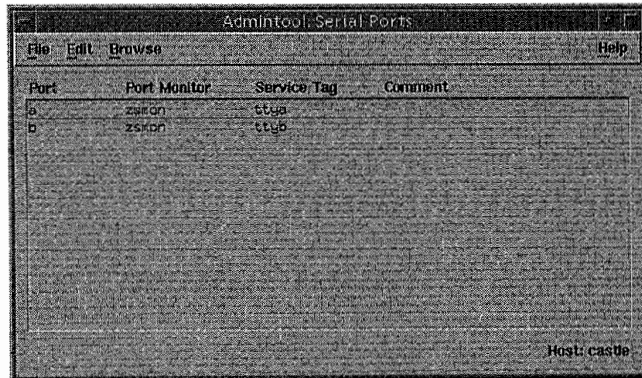 Admintool: Serial Ports
File Edit Browse Help
Port Port Monitor Service Tag Comment
a zsmon ttya
b zsmon ttyb
Host: castle